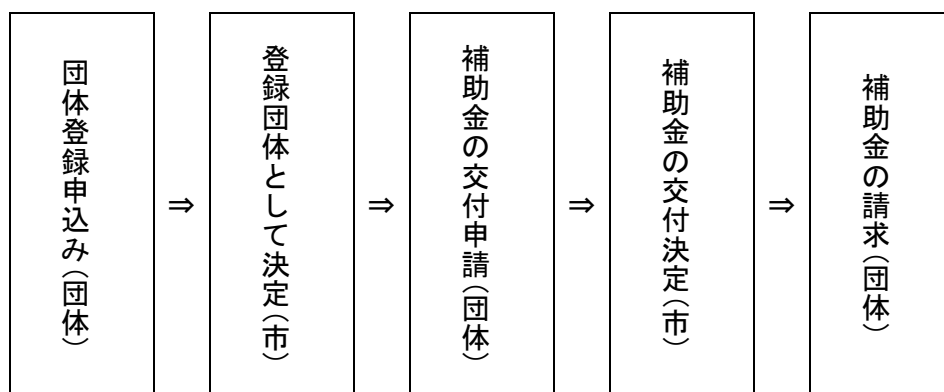 団体登録申込み（団体）
⇒
登録団体として決定（市）
⇒
補助金の交付申請（団体）
⇒
補助金の交付決定（市）
⇒
補助金の請求（団体）